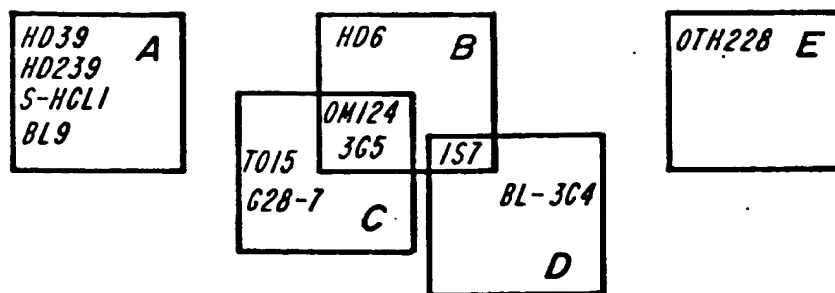 HD39
HD239
S-HCL1
BL9
A
HD6
B
OM124
3G5
TO15
G28-7
C
1S7
BL-3C4
D
OTH228
E